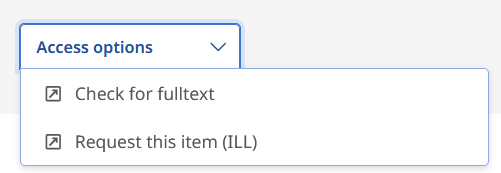 Access options
Check for fulltext
Request this item (ILL)